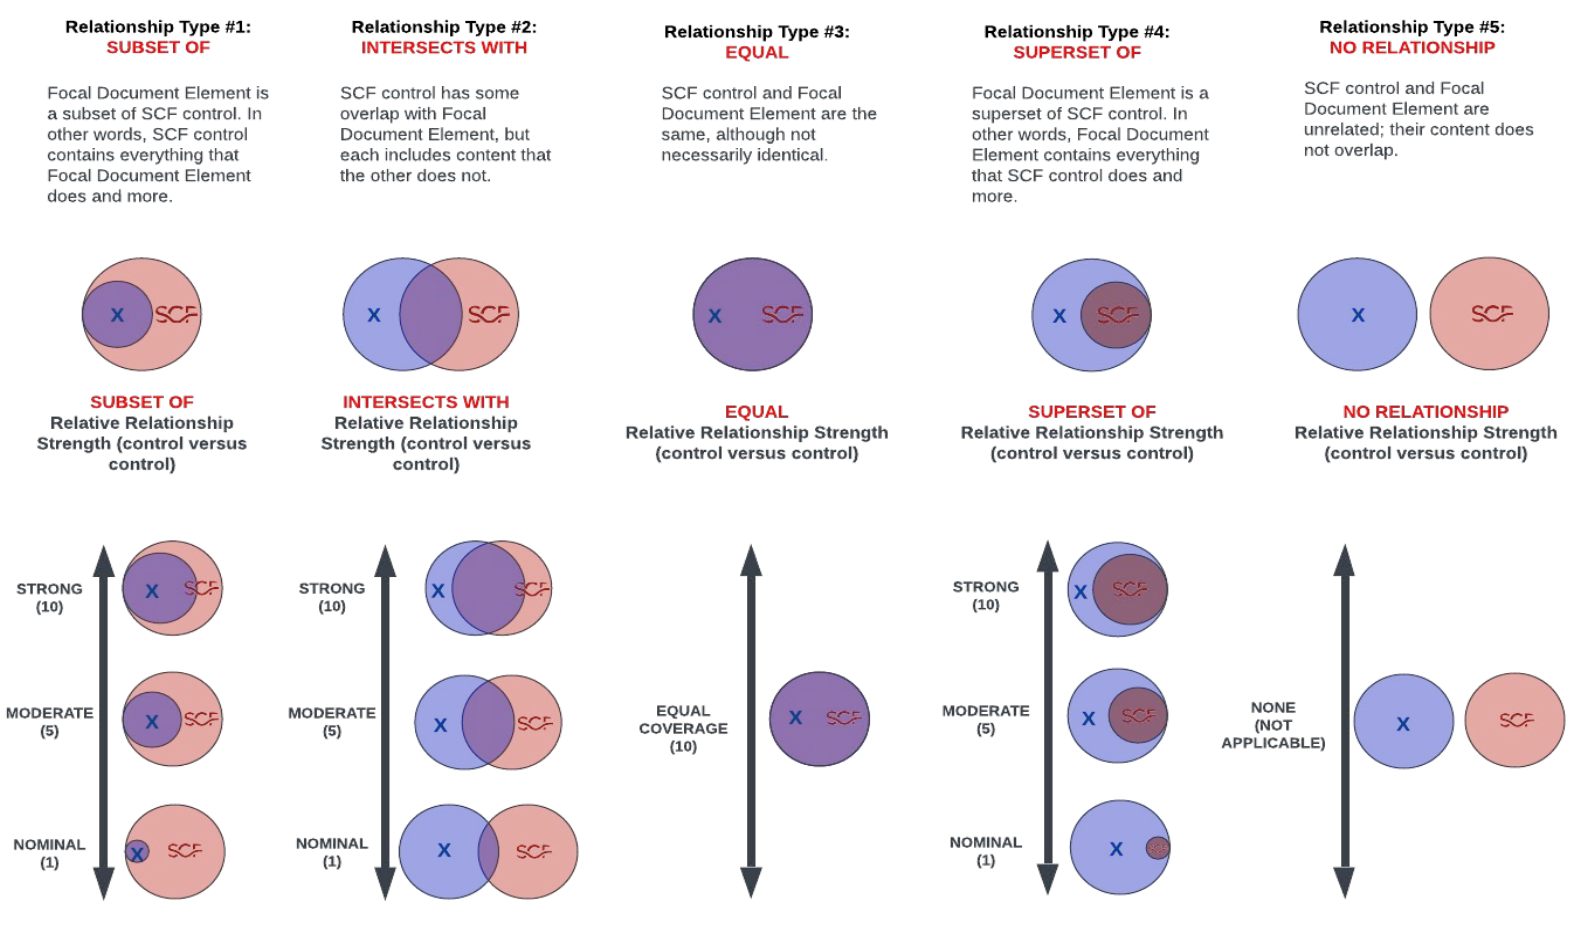 Relationship Type #1:
SUBSET OF
Focal Document Element is
a subset of SCF control. In
other words, SCF control
contains everything that
Focal Document Element
does and more.
X
SCF
SUBSET OF
Relative Relationship
Strength (control versus
control)
STRONG
(10)
X
SCF
MODERATE
(5)
X
SCF
NOMINAL
(1)
X
SCF
Relationship Type #2:
INTERSECTS WITH
SCF control has some
overlap with Focal
Document Element, but
each includes content that
the other does not.
X
SCF
INTERSECTS WITH
Relative Relationship
Strength (control versus
control)
STRONG
(10)
X
SCF
MODERATE
(5)
X
SCF
NOMINAL
(1)
X
SCF
Relationship Type #3:
EQUAL
SCF control and Focal
Document Element are the
same, although not
necessarily identical.
X
SCF
EQUAL
Relative Relationship Strength
(control versus control)
EQUAL
COVERAGE
(10)
X
SCF
Relationship Type #4:
SUPERSET OF
Focal Document Element is a
superset of SCF control. In
other words, Focal Document
Element contains everything
that SCF control does and
more.
X
SCF
SUPERSET OF
Relative Relationship Strength
(control versus control)
STRONG
(10)
X
SCF
MODERATE
(5)
X
SCF
NOMINAL
(1)
X
SCF
Relationship Type #5:
NO RELATIONSHIP
SCF control and Focal
Document Element are
unrelated; their content does
not overlap.
X
SCF
NO RELATIONSHIP
Relative Relationship Strength
(control versus control)
NONE
(NOT
APPLICABLE)
X
SCF